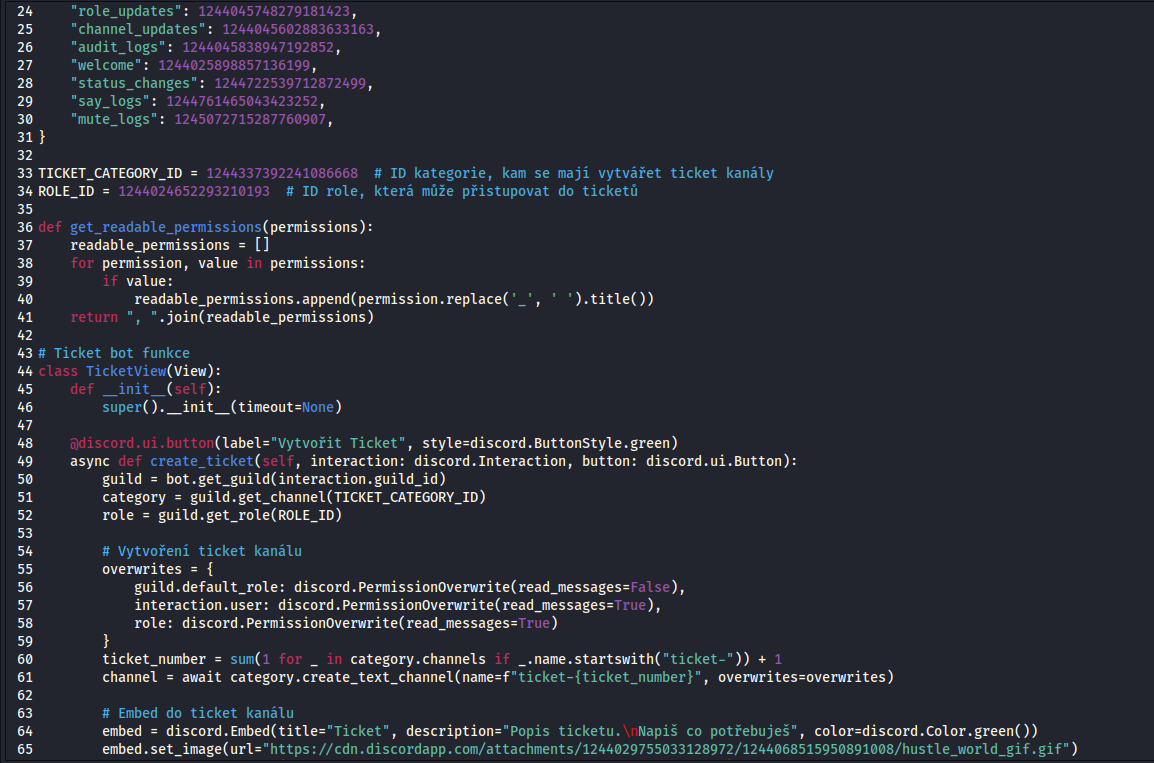 24     "role_updates": 1244045748279181423,
25     "channel_updates": 1244045602883633163,
26     "audit_logs": 1244045838947192852,
27     "welcome": 1244025898857136199,
28     "status_changes": 1244722539712872499,
29     "say_logs": 1244761465043423252,
30     "mute_logs": 1245072715287760907,
31 }
32
33 TICKET_CATEGORY_ID = 1244337392241086668  # ID kategorie, kam se mají vytvářet ticket kanály
34 ROLE_ID = 1244024652293210193  # ID role, která může přistupovat do ticketů
35
36 def get_readable_permissions(permissions):
37     readable_permissions = []
38     for permission, value in permissions:
39         if value:
40             readable_permissions.append(permission.replace('_', ' ').title())
41     return ", ".join(readable_permissions)
42
43 # Ticket bot funkce
44 class TicketView(View):
45     def __init__(self):
46         super().__init__(timeout=None)
47
48     @discord.ui.button(label="Vytvořit Ticket", style=discord.ButtonStyle.green)
49     async def create_ticket(self, interaction: discord.Interaction, button: discord.ui.Button):
50         guild = bot.get_guild(interaction.guild_id)
51         category = guild.get_channel(TICKET_CATEGORY_ID)
52         role = guild.get_role(ROLE_ID)
53
54         # Vytvoření ticket kanálu
55         overwrites = {
56             guild.default_role: discord.PermissionOverwrite(read_messages=False),
57             interaction.user: discord.PermissionOverwrite(read_messages=True),
58             role: discord.PermissionOverwrite(read_messages=True)
59         }
60         ticket_number = sum(1 for _ in category.channels if _.name.startswith("ticket-")) + 1
61         channel = await category.create_text_channel(name=f"ticket-{ticket_number}", overwrites=overwrites)
62
63         # Embed do ticket kanálu
64         embed = discord.Embed(title="Ticket", description="Popis ticketu.\nNapiš co potřebuješ", color=discord.Color.green())
65         embed.set_image(url="https://cdn.discordapp.com/attachments/1244029755033128972/1244068515950891008/hustle_world_gif.gif")